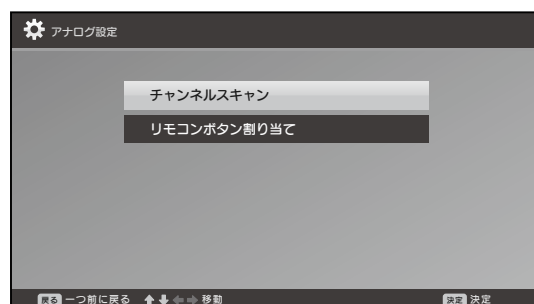 アナログ設定
チャンネルスキャン
リモコンボタン割り当て
戻る 一つ前に戻る 移動 決定 決定